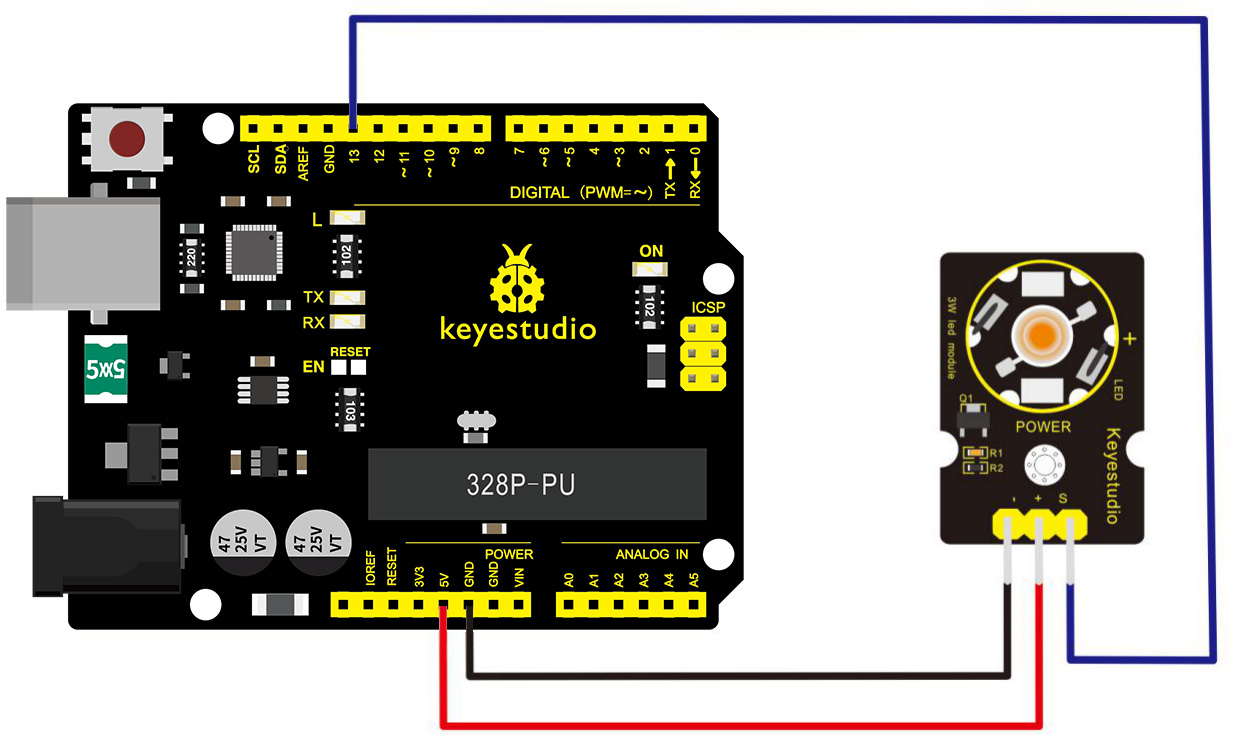 SCL
SDA
AREF
GND
13
12
~11
~10
~9
8
7
~6
~5
4
~3
2
TX→1
RX←0
DIGITAL (PWM=~)
L
220
102
ON
TX
RX
102
ICSP
keyestudio
RESET
EN
5XX5
103
328P-PU
47
25V
VT
47
25V
VT
POWER
ANALOG IN
IOREF
RESET
3V3
5V
GND
GND
VIN
A0
A1
A2
A3
A4
A5
3W led module
+
LED
Q1
POWER
R1
R2
Keyestudio
- + S